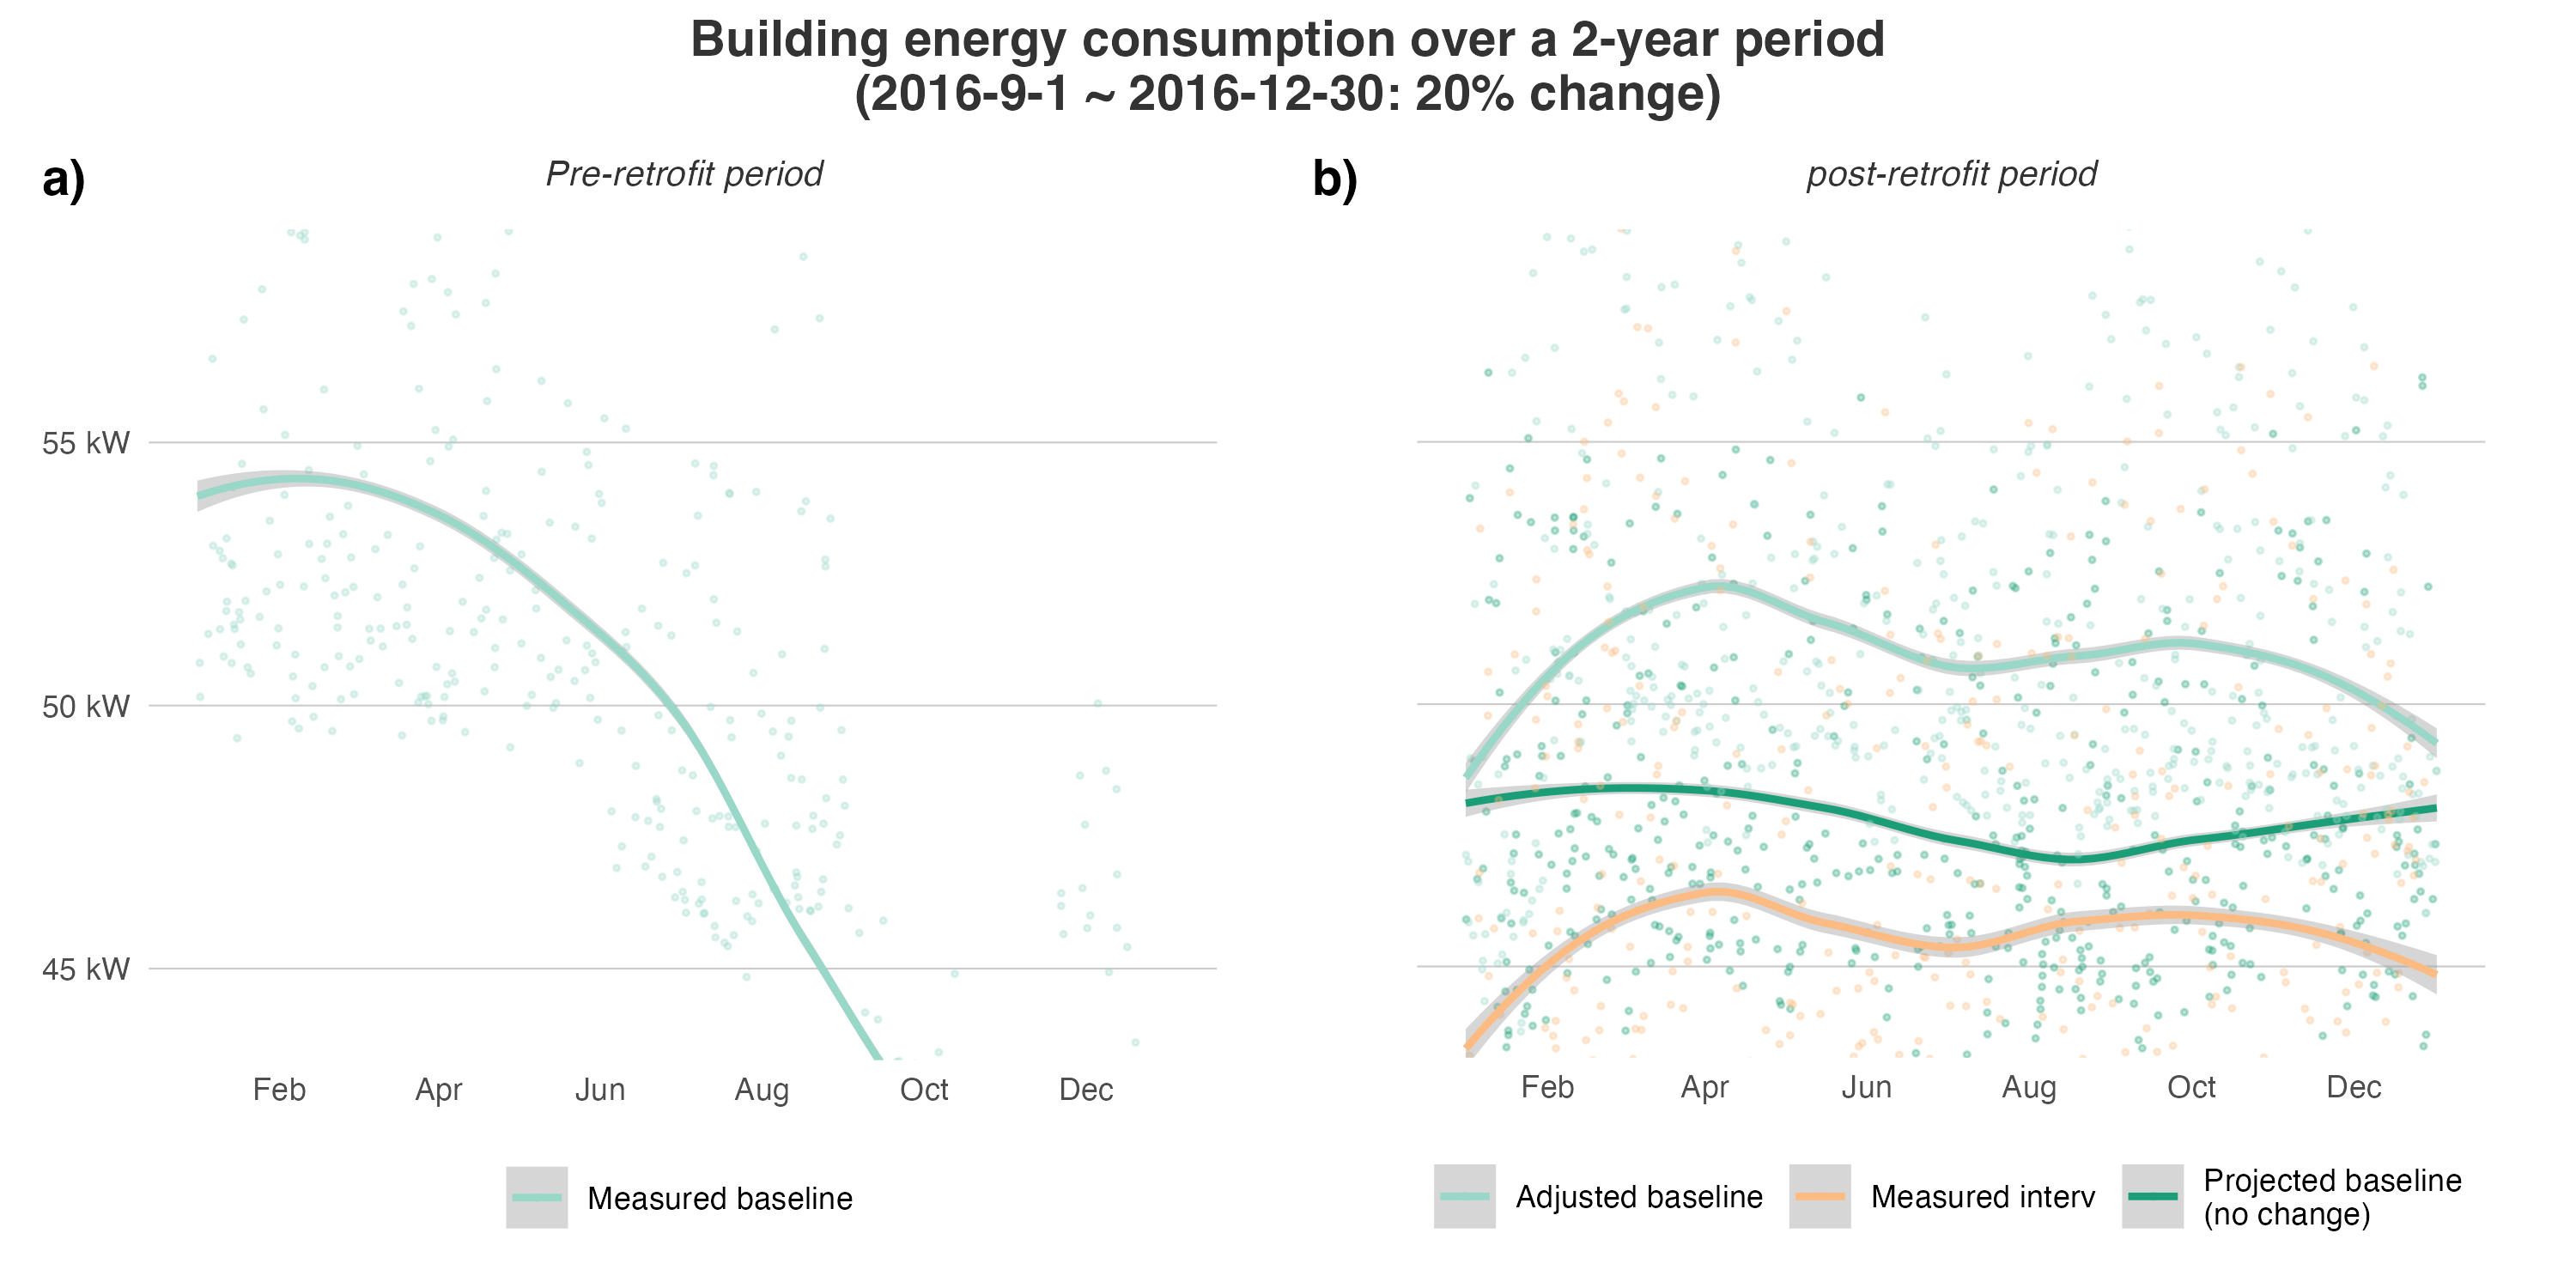 Building energy consumption over a 2-year period
(2016-9-1 ~ 2016-12-30: 20% change)
a)
Pre-retrofit period
55 kW
50 kW
45 kW
Feb Apr Jun Aug Oct Dec
Measured baseline
b)
post-retrofit period
Feb Apr Jun Aug Oct Dec
Adjusted baseline
Measured interv
Projected baseline
(no change)